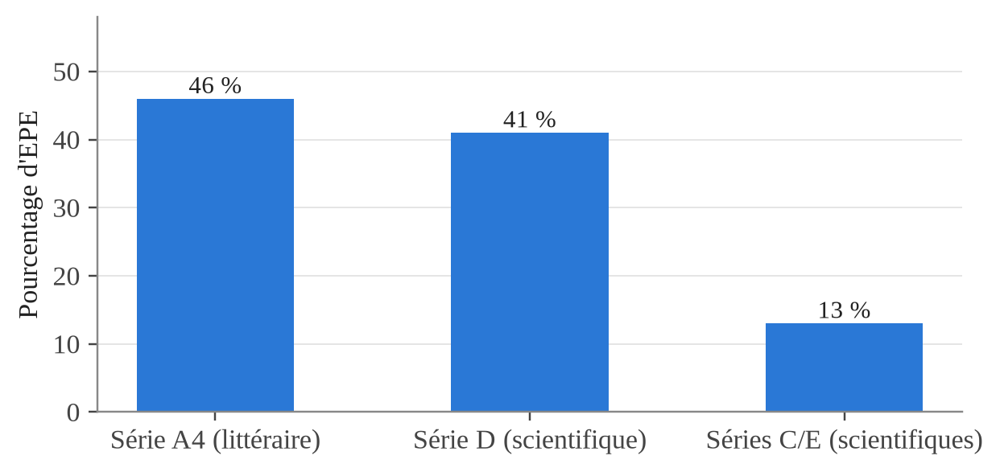 Pourcentage d'EPE
50
40
30
20
10
0
46 %
41 %
13 %
Série A4 (littéraire)
Série D (scientifique)
Séries C/E (scientifiques)